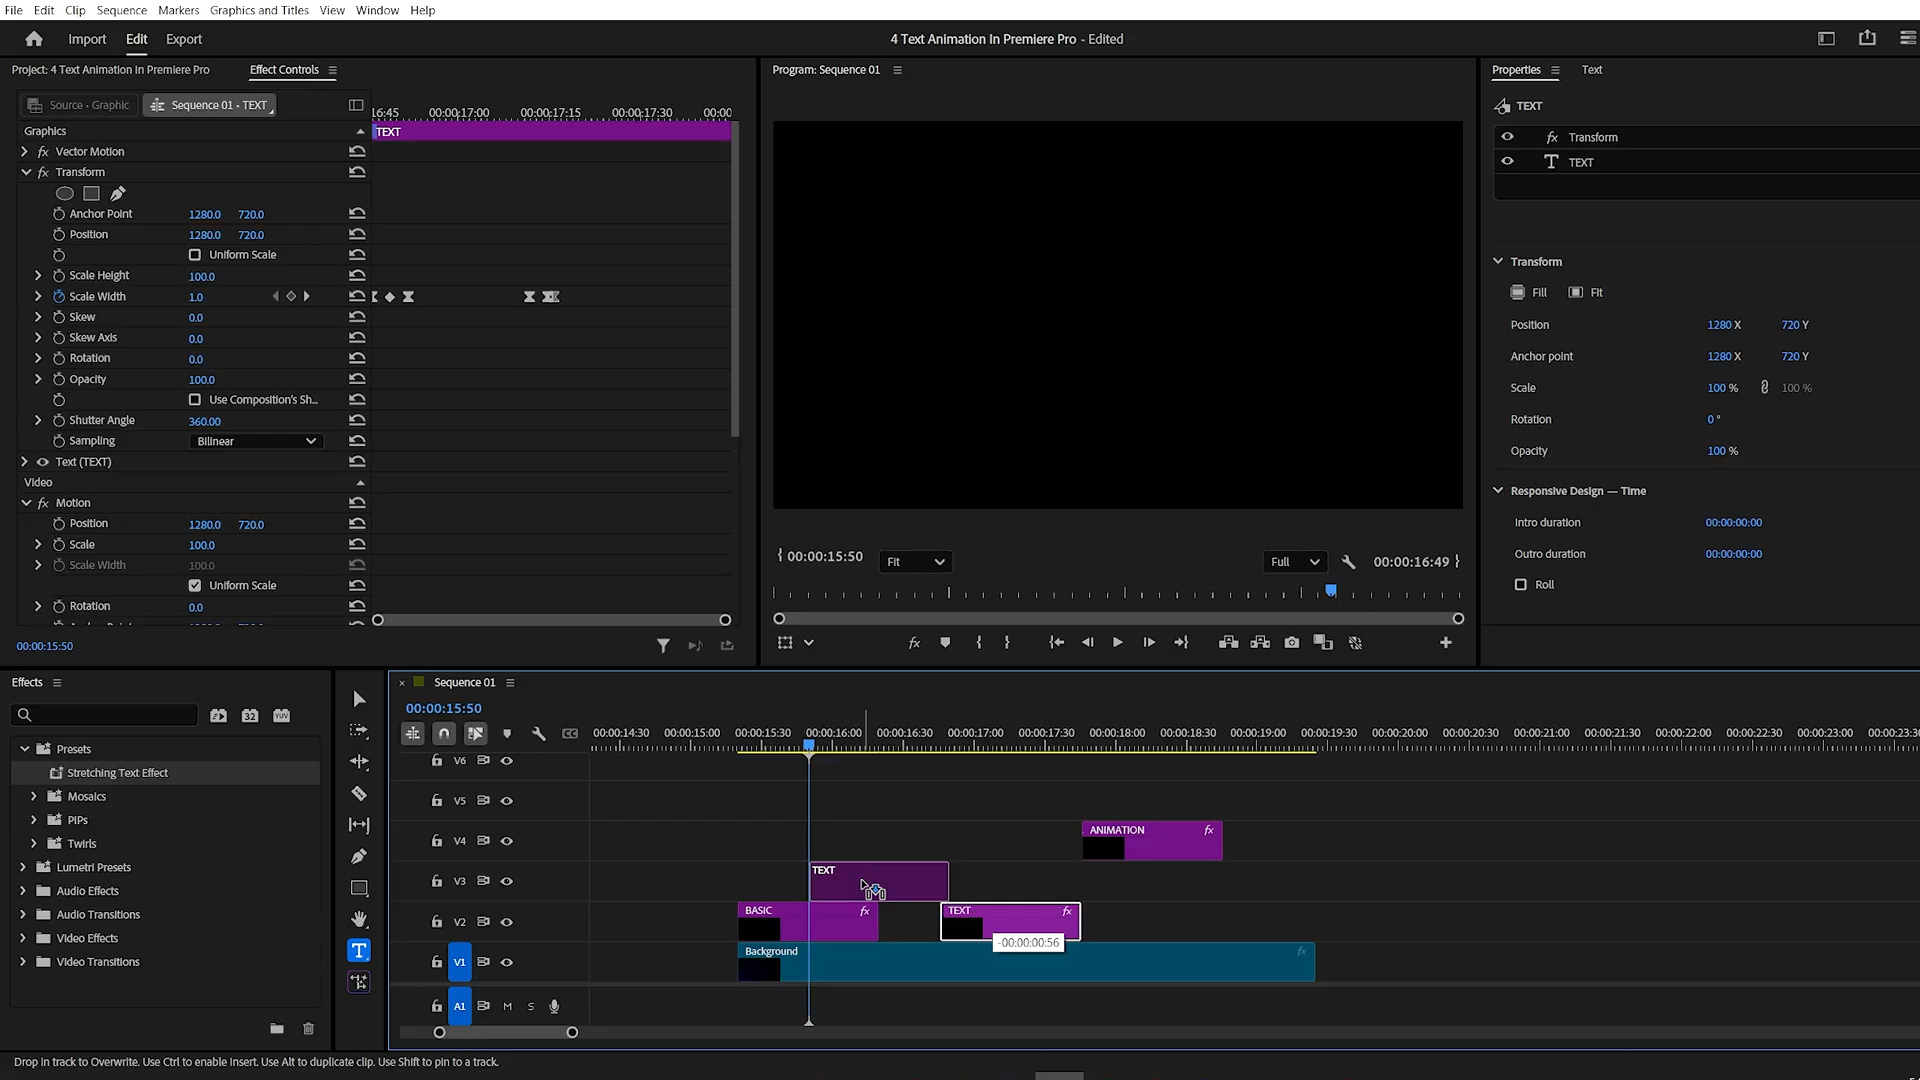 File Edit Clip Sequence Markers Graphics and Titles View Window Help
Import Edit Export
4 Text Animation In Premiere Pro - Edited
Project: 4 Text Animation In Premiere Pro Effect Controls
Source • Graphic Sequence 01 • TEXT
16:45 00:00:17:00 00:00:17:15 00:00:17:30 00:00
Graphics
TEXT
fx Vector Motion
fx Transform
Anchor Point 1280.0 720.0
Position 1280.0 720.0
Uniform Scale
Scale Height 100.0
Scale Width 1.0
Skew 0.0
Skew Axis 0.0
Rotation 0.0
Opacity 100.0
Use Composition's Sh...
Shutter Angle 360.00
Sampling Bilinear
Text (TEXT)
Video
fx Motion
Position 1280.0 720.0
Scale 100.0
Scale Width 100.0
Uniform Scale
Rotation 0.0
00:00:15:50
Program: Sequence 01
00:00:15:50 Fit Full 00:00:16:49
fx
Properties Text
TEXT
fx Transform
T TEXT
Transform
Fill Fit
Position 1280 X 720 Y
Anchor point 1280 X 720 Y
Scale 100 % 100 %
Rotation 0 °
Opacity 100 %
Responsive Design — Time
Intro duration 00:00:00:00
Outro duration 00:00:00:00
Roll
Effects
32 YUV
Presets
Stretching Text Effect
Mosaics
PIPs
Twirls
Lumetri Presets
Audio Effects
Audio Transitions
Video Effects
Video Transitions
T
× Sequence 01
00:00:15:50
CC
00:00:14:30 00:00:15:00 00:00:15:30 00:00:16:00 00:00:16:30 00:00:17:00 00:00:17:30 00:00:18:00 00:00:18:30 00:00:19:00 00:00:19:30 00:00:20:00 00:00:20:30 00:00:21:00 00:00:21:30 00:00:22:00 00:00:22:30 00:00:23:00 00:00:23:30
V6
V5
V4 ANIMATION fx
V3 TEXT
V2 BASIC fx TEXT fx
-00:00:00:56
V1 Background fx
A1 M S
Drop in track to Overwrite. Use Ctrl to enable Insert. Use Alt to duplicate clip. Use Shift to pin to a track.